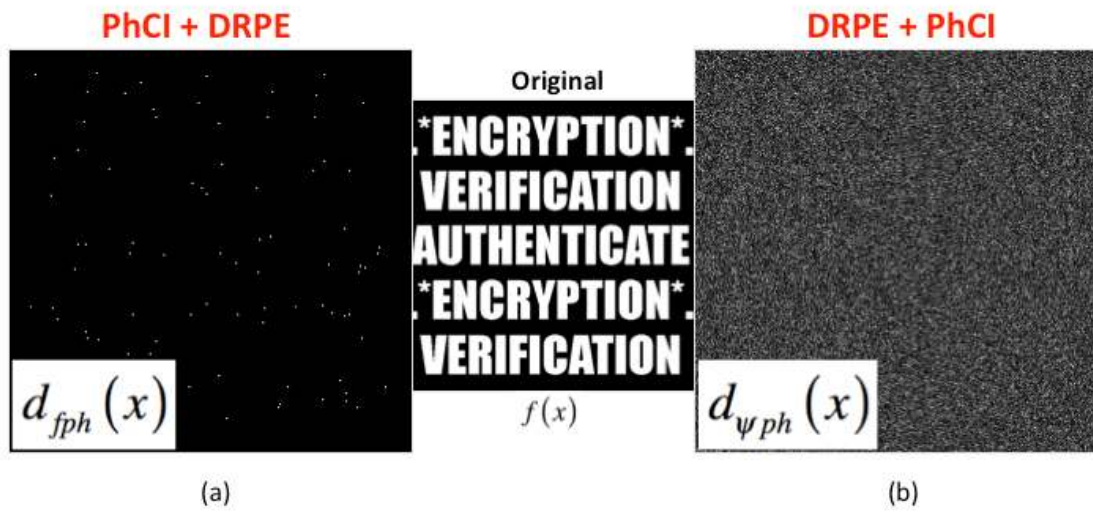 PhCI + DRPE
DRPE + PhCI
Original
.*ENCRYPTION*.
VERIFICATION
AUTHENTICATE
.*ENCRYPTION*.
VERIFICATION
d_fph (x)
f(x)
d_ψph (x)
(a)
(b)